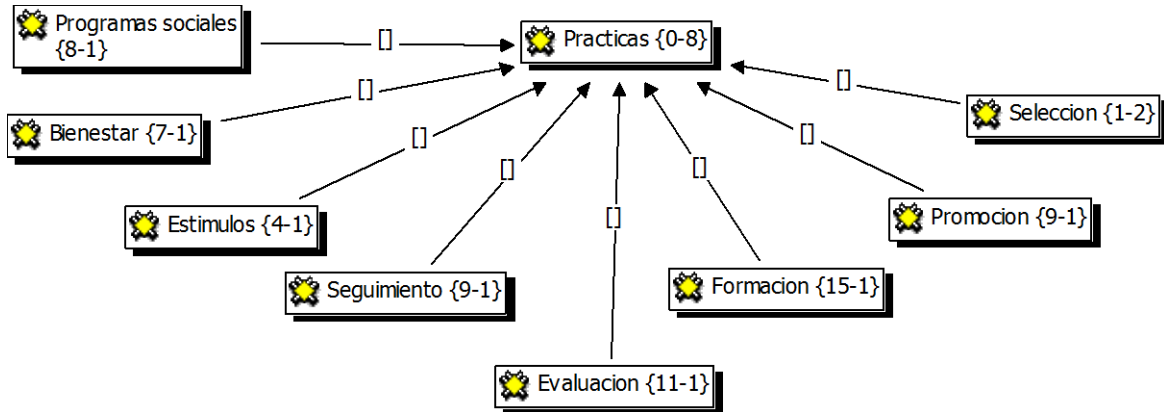 Programas sociales
{8-1}
[]
Practicas {0-8}
[]
[]
Seleccion {1-2}
Bienestar {7-1}
[]
[]
[]
[]
[]
Estimulos {4-1}
Promocion {9-1}
Seguimiento {9-1}
Formacion {15-1}
Evaluacion {11-1}